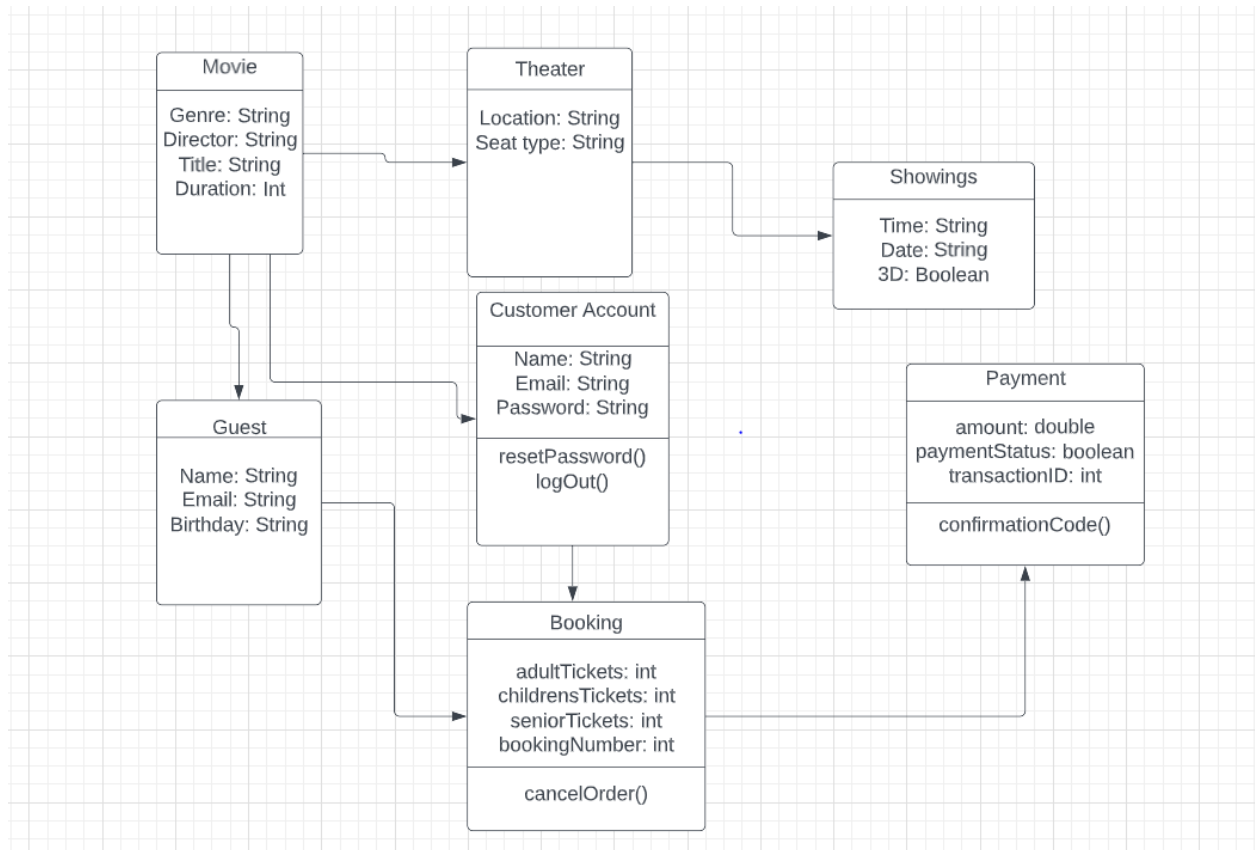 Movie
Genre: String
Director: String
Title: String
Duration: Int
Theater
Location: String
Seat type: String
Showings
Time: String
Date: String
3D: Boolean
Customer Account
Name: String
Email: String
Password: String
resetPassword()
logOut()
Payment
amount: double
paymentStatus: boolean
transactionID: int
confirmationCode()
Guest
Name: String
Email: String
Birthday: String
Booking
adultTickets: int
childrensTickets: int
seniorTickets: int
bookingNumber: int
cancelOrder()